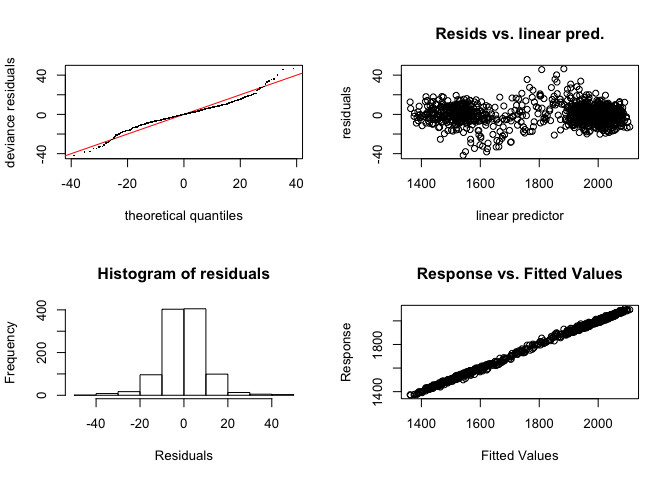 deviance residuals
-40
0
40
-40
-20
0
20
40
theoretical quantiles
Resids vs. linear pred.
residuals
-40
0
40
1400
1600
1800
2000
linear predictor
Histogram of residuals
Frequency
0
200
400
-40
-20
0
20
40
Residuals
Response vs. Fitted Values
Response
1400
1800
1400
1600
1800
2000
Fitted Values